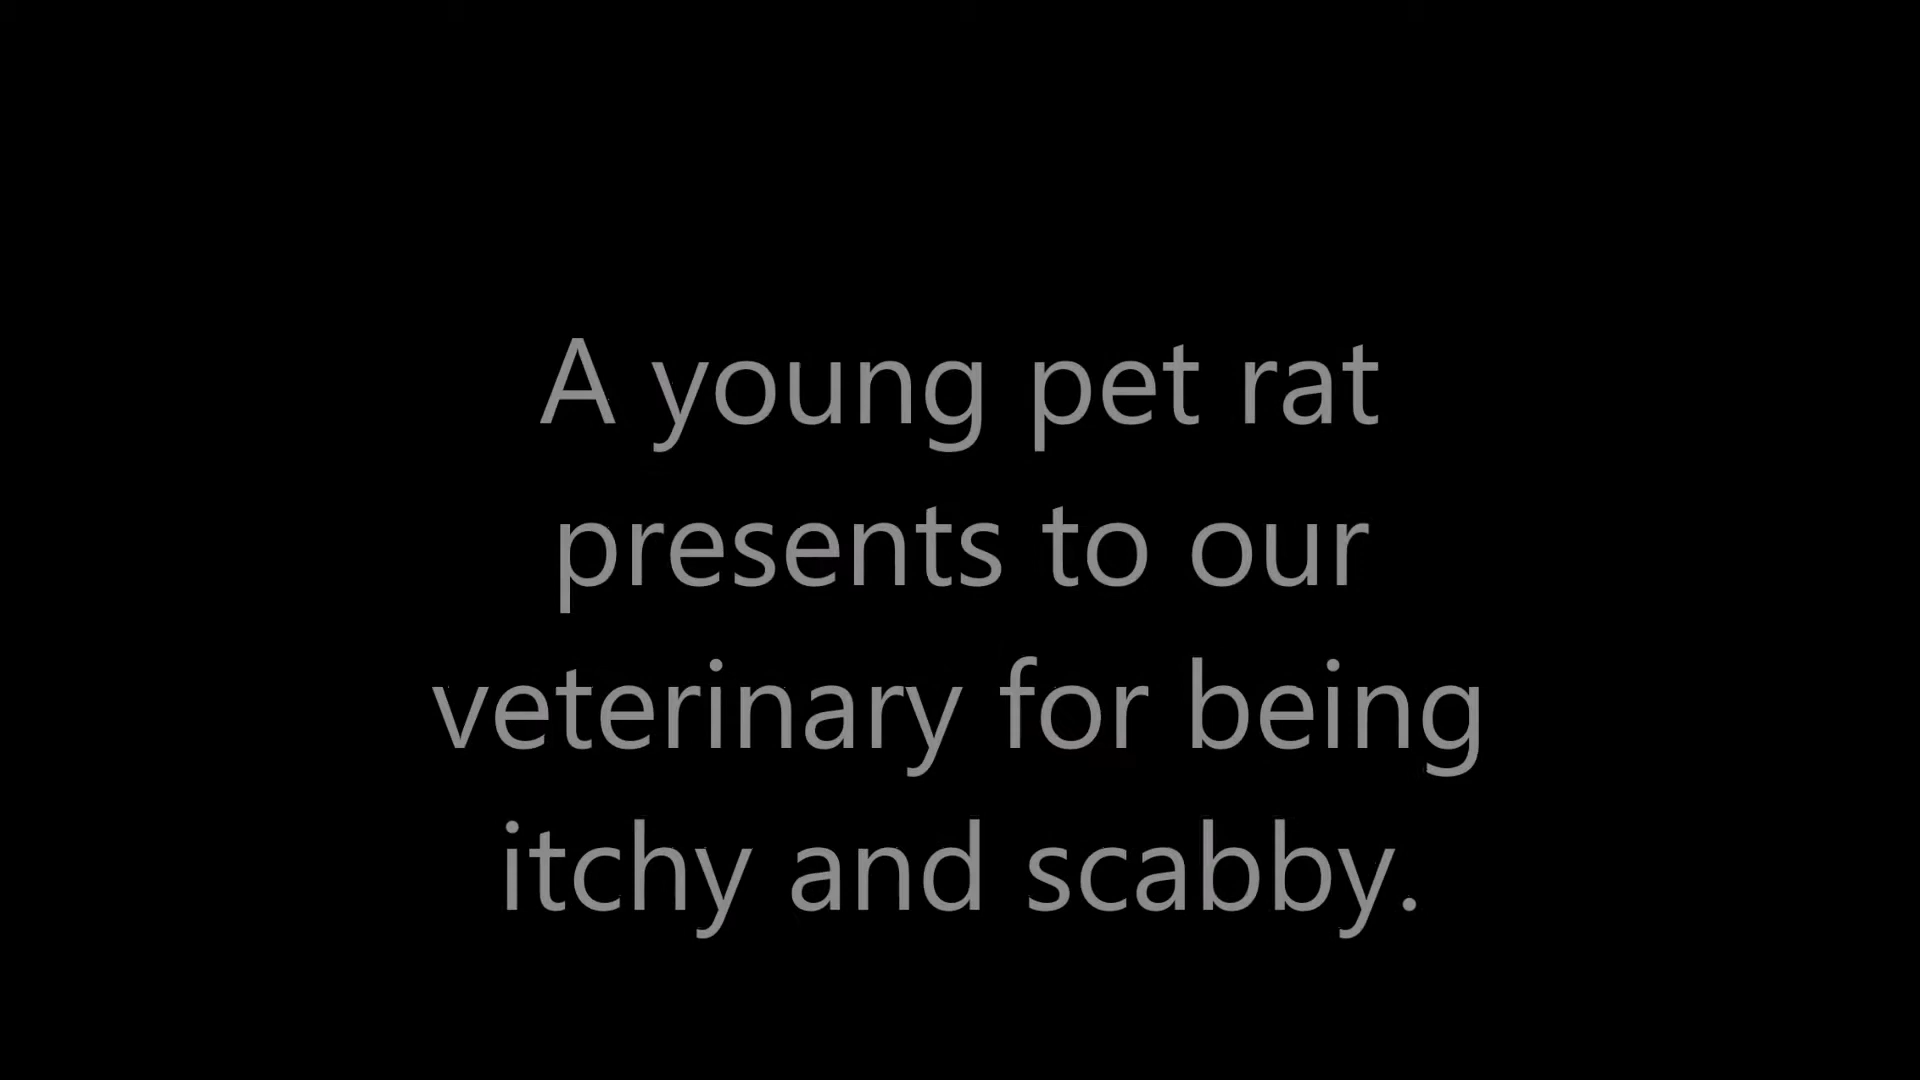 A young pet rat
presents to our
veterinary for being
itchy and scabby.